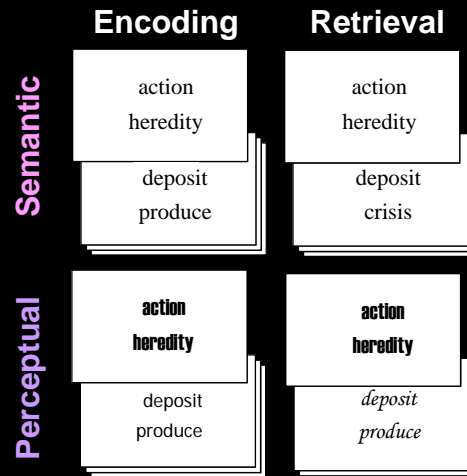 Encoding Retrieval
Semantic
action
heredity
deposit
produce
action
heredity
deposit
crisis
Perceptual
action
heredity
deposit
produce
action
heredity
deposit
produce